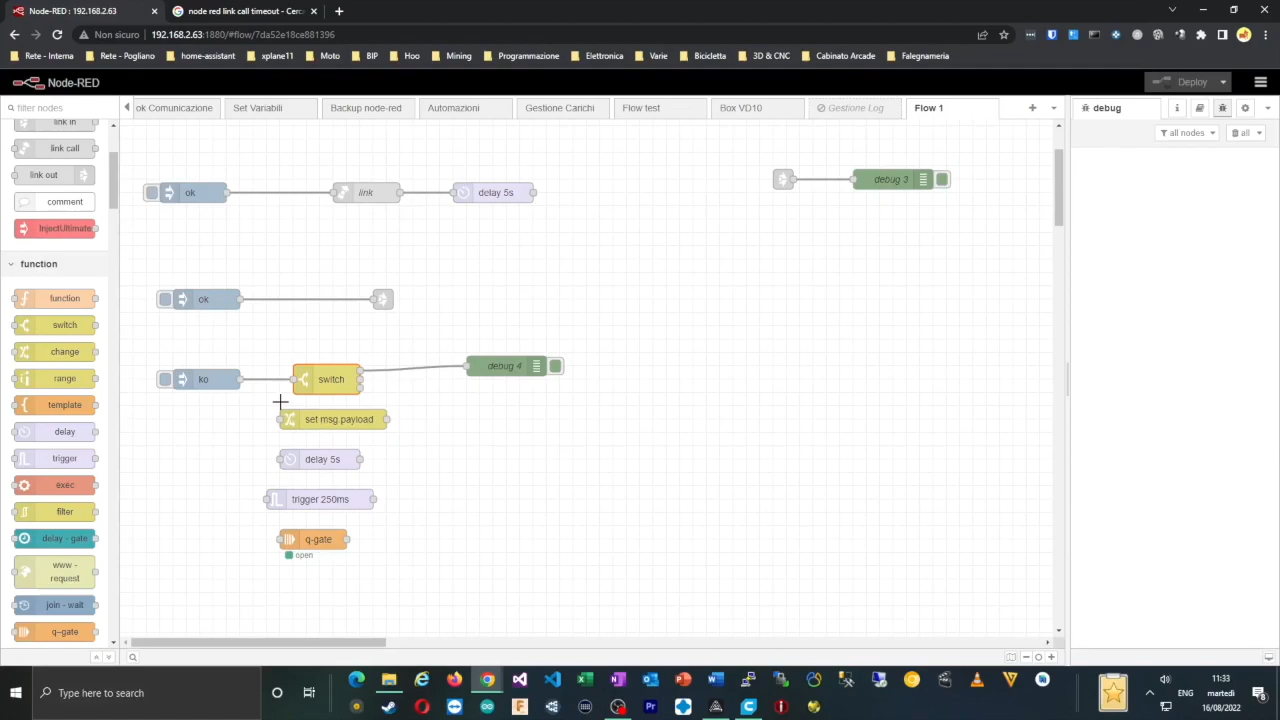 Node-RED : 192.168.2.63
node red link call timeout - Cerc
Non sicuro
192.168.2.63:1880/#flow/7da52e18ce881396
Rete - Interna
Rete - Pogliano
home-assistant
xplane11
Moto
BIP
Hoo
Mining
Programmazione
Elettronica
Varie
Bicicletta
3D & CNC
Cabinato Arcade
Falegnameria
Node-RED
Deploy
filter nodes
ok Comunicazione
Set Variabili
Backup node-red
Automazioni
Gestione Carichi
Flow test
Box VD10
Gestione Log
Flow 1
debug
all nodes
all
link in
link call
link out
comment
InjectUltimate
function
function
switch
change
range
template
delay
trigger
exec
filter
delay - gate
www -
request
join - wait
q-gate
ok
link
delay 5s
debug 3
ok
ko
switch
debug 4
set msg.payload
delay 5s
trigger 250ms
q-gate
open
Type here to search
ENG
11:33
martedì
16/08/2022
8